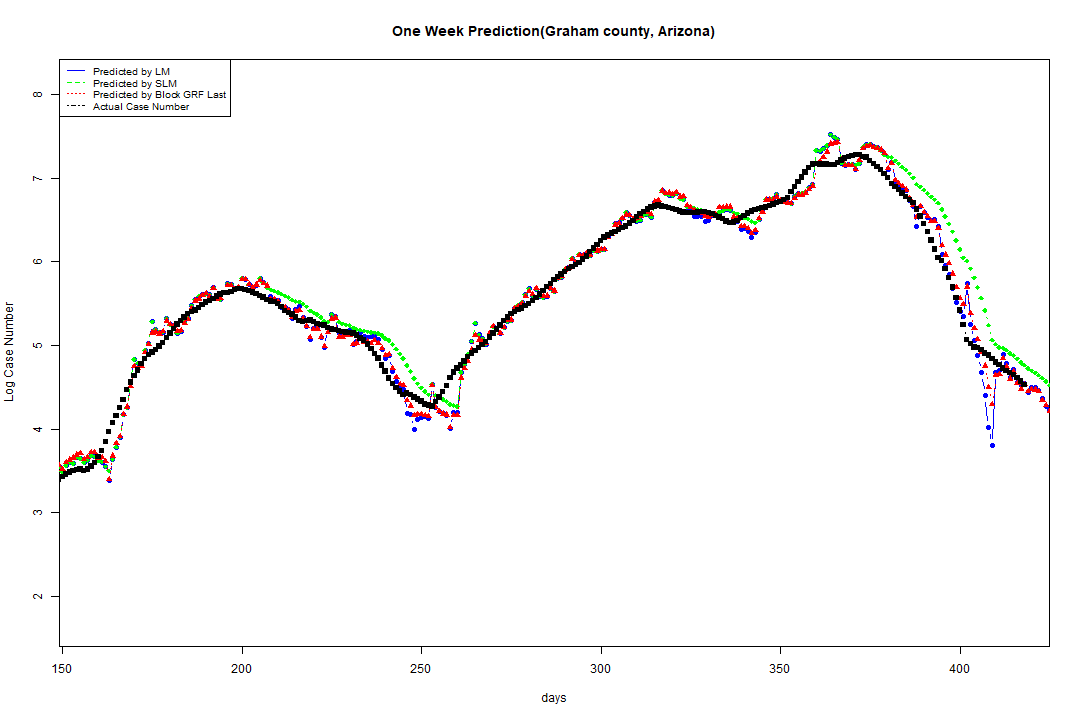 One Week Prediction(Graham county, Arizona)
Predicted by LM
Predicted by SLM
Predicted by Block GRF Last
Actual Case Number
8
7
6
5
4
3
2
Log Case Number
150 200 250 300 350 400
days